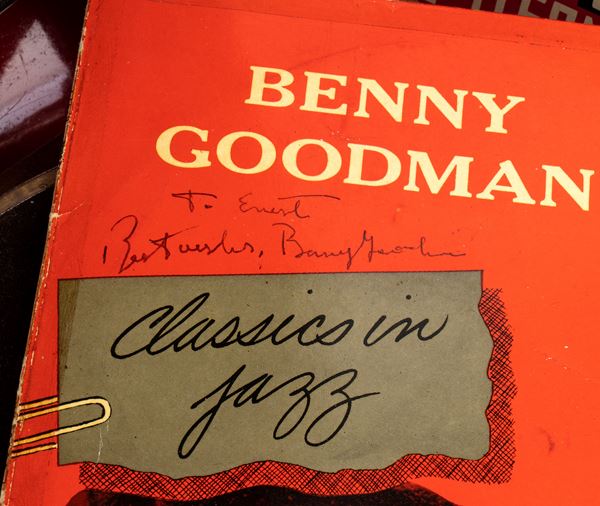 BENNY
GOODMAN
To Ernest
Best wishes, Benny Goodman
Classics in
jazz